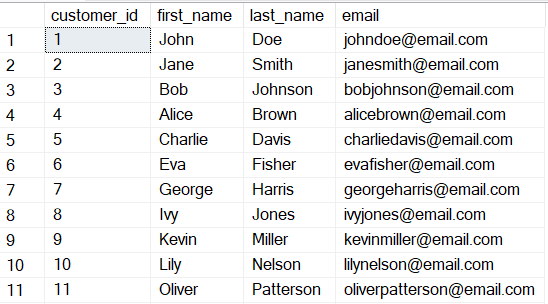 customer_id first_name last_name email
1 1 John Doe johndoe@email.com
2 2 Jane Smith janesmith@email.com
3 3 Bob Johnson bobjohnson@email.com
4 4 Alice Brown alicebrown@email.com
5 5 Charlie Davis charliedavis@email.com
6 6 Eva Fisher evafisher@email.com
7 7 George Harris georgeharris@email.com
8 8 Ivy Jones ivyjones@email.com
9 9 Kevin Miller kevinmiller@email.com
10 10 Lily Nelson lilynelson@email.com
11 11 Oliver Patterson oliverpatterson@email.com